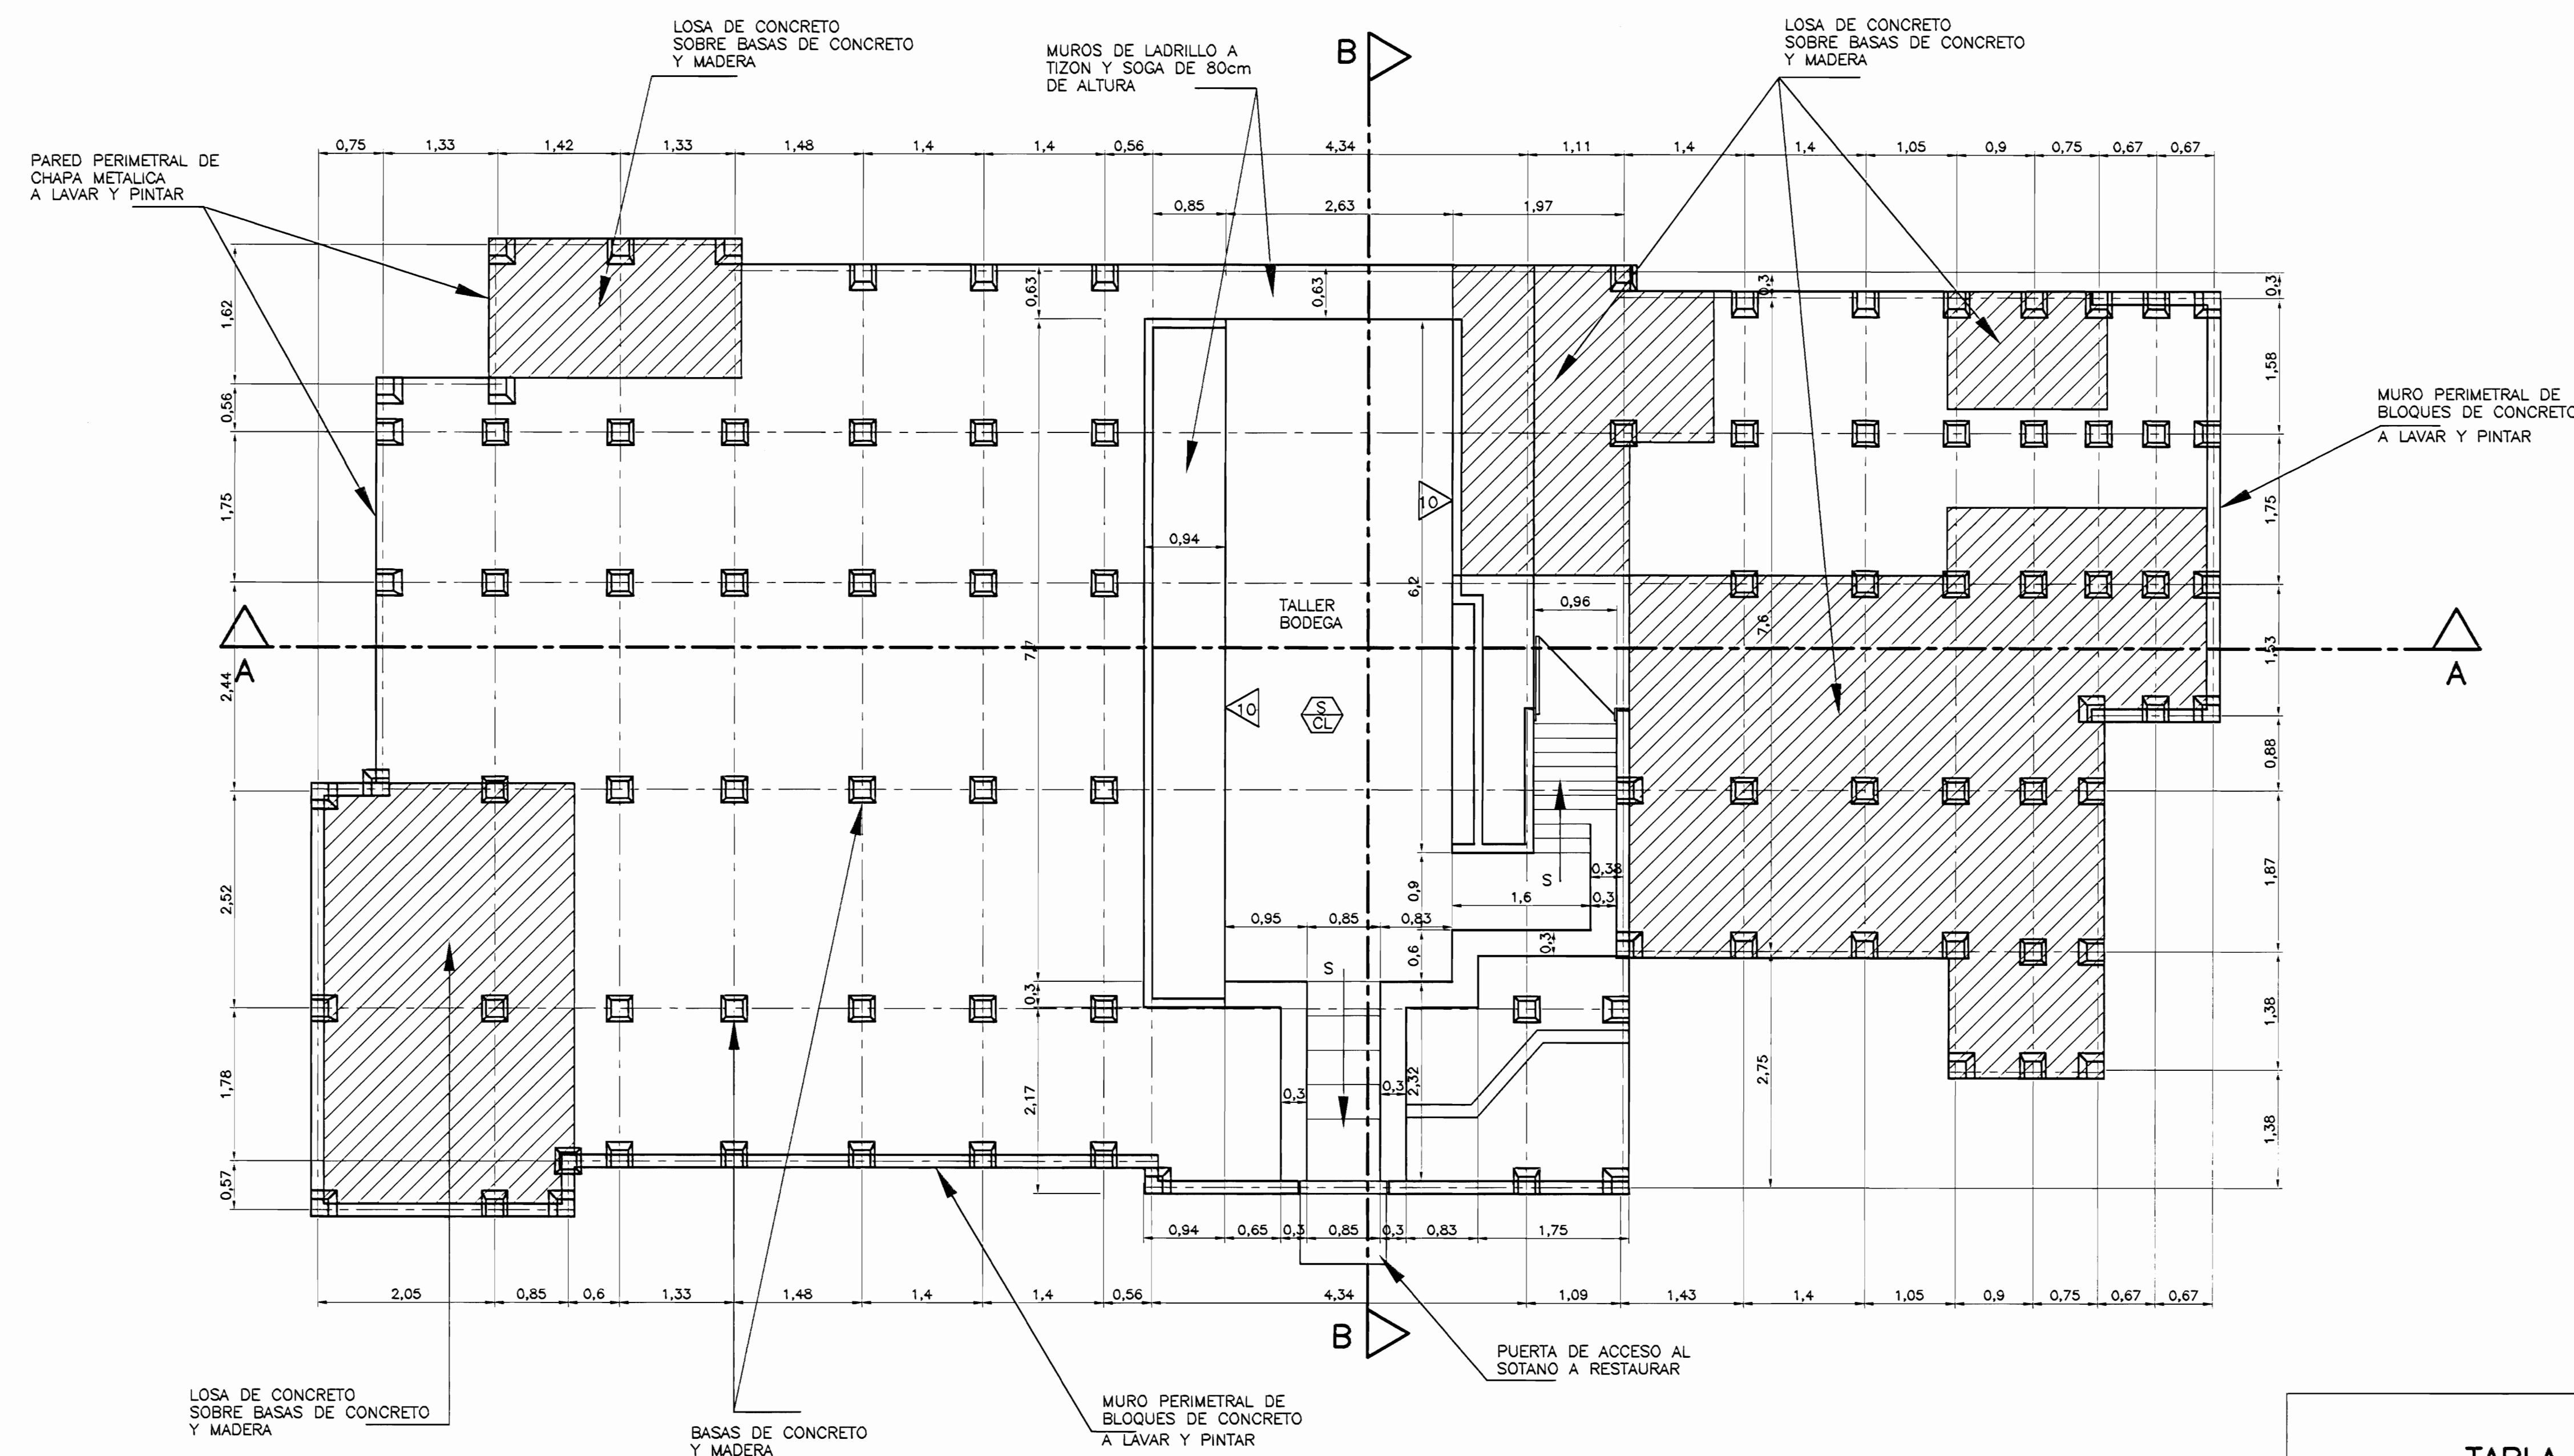 LOSA DE CONCRETO
SOBRE BASAS DE CONCRETO
Y MADERA
MUROS DE LADRILLO A
TIZON Y SOGA DE 80cm
DE ALTURA
B
LOSA DE CONCRETO
SOBRE BASAS DE CONCRETO
Y MADERA
PARED PERIMETRAL DE
CHAPA METALICA
A LAVAR Y PINTAR
0,75 1,33 1,42 1,33 1,48 1,4 1,4 0,56 4,34 1,11 1,4 1,4 1,05 0,9 0,75 0,67 0,67
0,85 2,63 1,97
1,62
0,56
1,75
2,44
2,52
1,78
0,57
0,63
0,63
0,3
0,3
1,58
1,75
1,53
0,88
1,87
1,38
1,38
MURO PERIMETRAL DE
BLOQUES DE CONCRETO
A LAVAR Y PINTAR
10
0,94
6,2
TALLER
BODEGA
0,96
7,6
7,7
A
A
10
S
CL
0,38
S
0,9
1,6 0,3
0,95 0,85 0,83
0,6
0,3
S
0,3
2,17
0,3
0,3
2,32
2,75
0,94 0,65 0,3 0,85 0,3 0,83 1,75
2,05 0,85 0,6 1,33 1,48 1,4 1,4 0,56 4,34 1,09 1,43 1,4 1,05 0,9 0,75 0,67 0,67
B
PUERTA DE ACCESO AL
SOTANO A RESTAURAR
LOSA DE CONCRETO
SOBRE BASAS DE CONCRETO
Y MADERA
BASAS DE CONCRETO
Y MADERA
MURO PERIMETRAL DE
BLOQUES DE CONCRETO
A LAVAR Y PINTAR